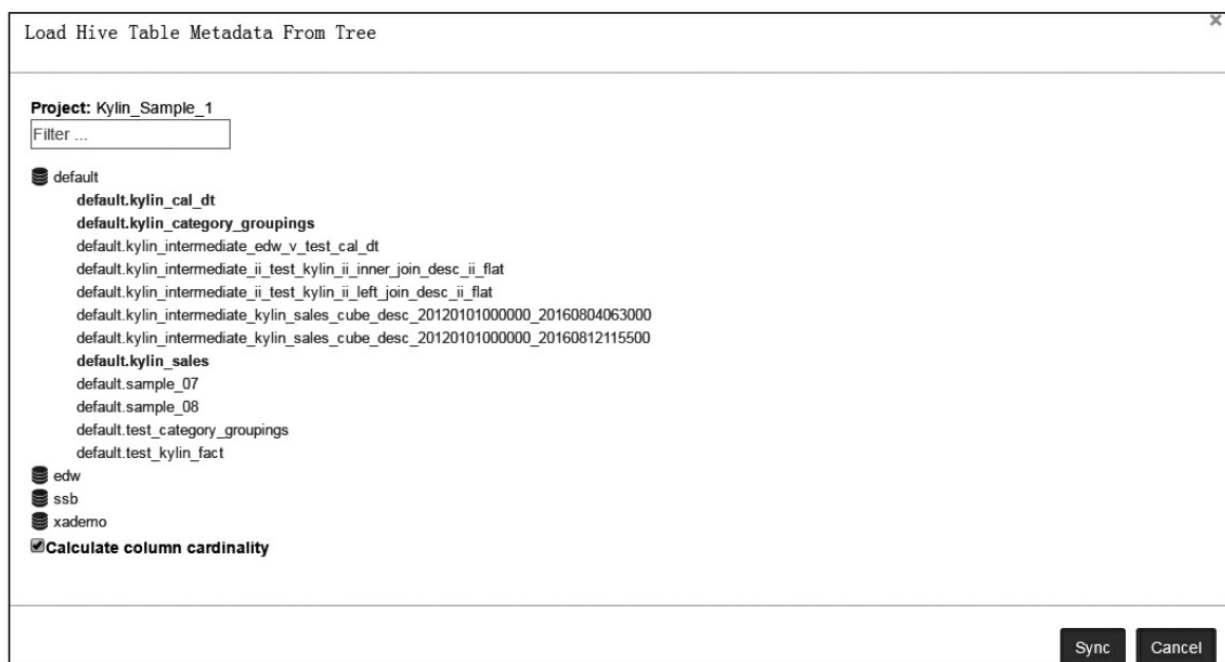 Load Hive Table Metadata From Tree
Project: Kylin_Sample_1
Filter ...
default
default.kylin_cal_dt
default.kylin_category_groupings
default.kylin_intermediate_edw_v_test_cal_dt
default.kylin_intermediate_ii_test_kylin_ii_inner_join_desc_ii_flat
default.kylin_intermediate_ii_test_kylin_ii_left_join_desc_ii_flat
default.kylin_intermediate_kylin_sales_cube_desc_20120101000000_20160804063000
default.kylin_intermediate_kylin_sales_cube_desc_20120101000000_20160812115500
default.kylin_sales
default.sample_07
default.sample_08
default.test_category_groupings
default.test_kylin_fact
edw
ssb
xademo
Calculate column cardinality
Sync Cancel